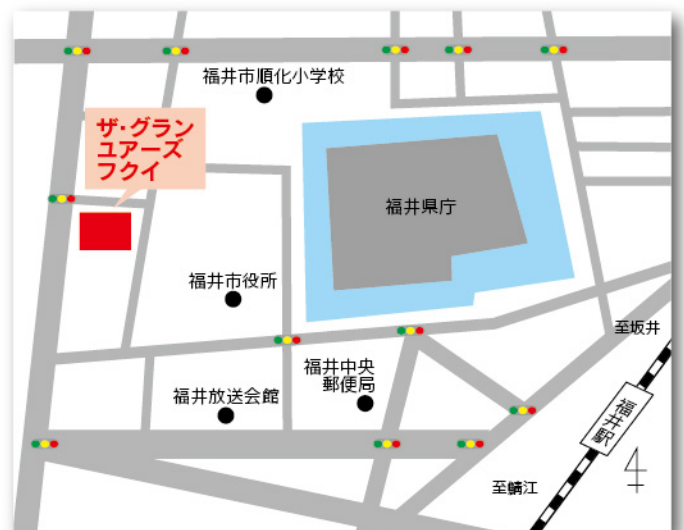 福井市順化小学校
ザ・グラン
ユアーズ
フクイ
福井県庁
福井市役所
至坂井
福井中央
郵便局
福井放送会館
福井駅
至鯖江